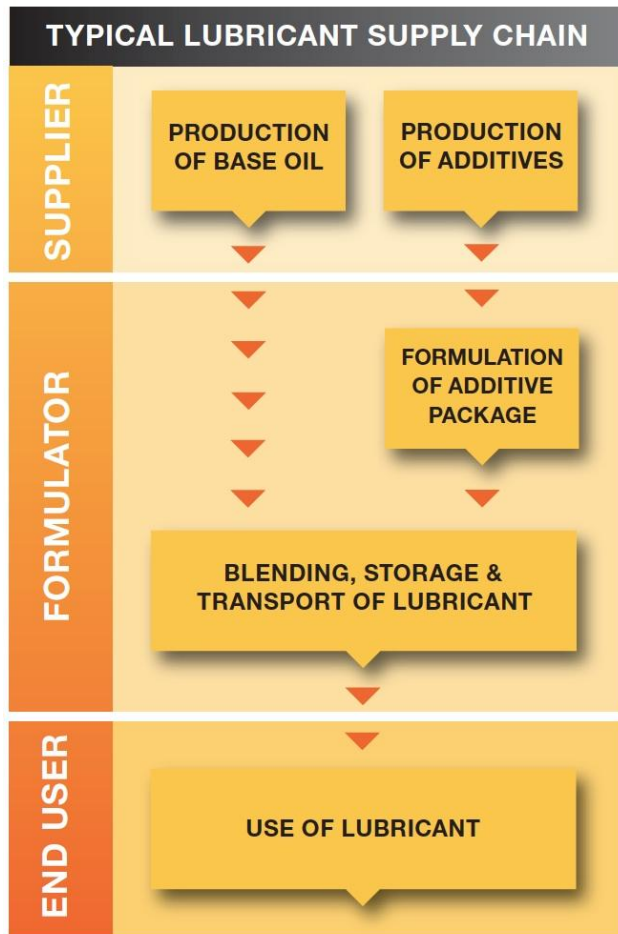 TYPICAL LUBRICANT SUPPLY CHAIN
SUPPLIER
PRODUCTION
OF BASE OIL
PRODUCTION
OF ADDITIVES
FORMULATOR
FORMULATION
OF ADDITIVE
PACKAGE
BLENDING, STORAGE &
TRANSPORT OF LUBRICANT
END USER
USE OF LUBRICANT